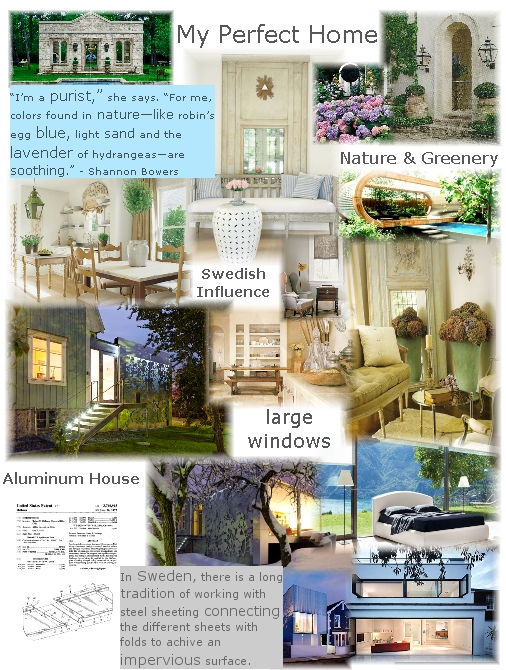 My Perfect Home
“I’m a purist,” she says. “For me,
colors found in nature—like robin’s
egg blue, light sand and the
lavender of hydrangeas—are
soothing.” - Shannon Bowers
Nature & Greenery
Swedish
Influence
large
windows
Aluminum House
United States Patent
In Sweden, there is a long
tradition of working with
steel sheeting connecting
the different sheets with
folds to achive an
impervious surface.